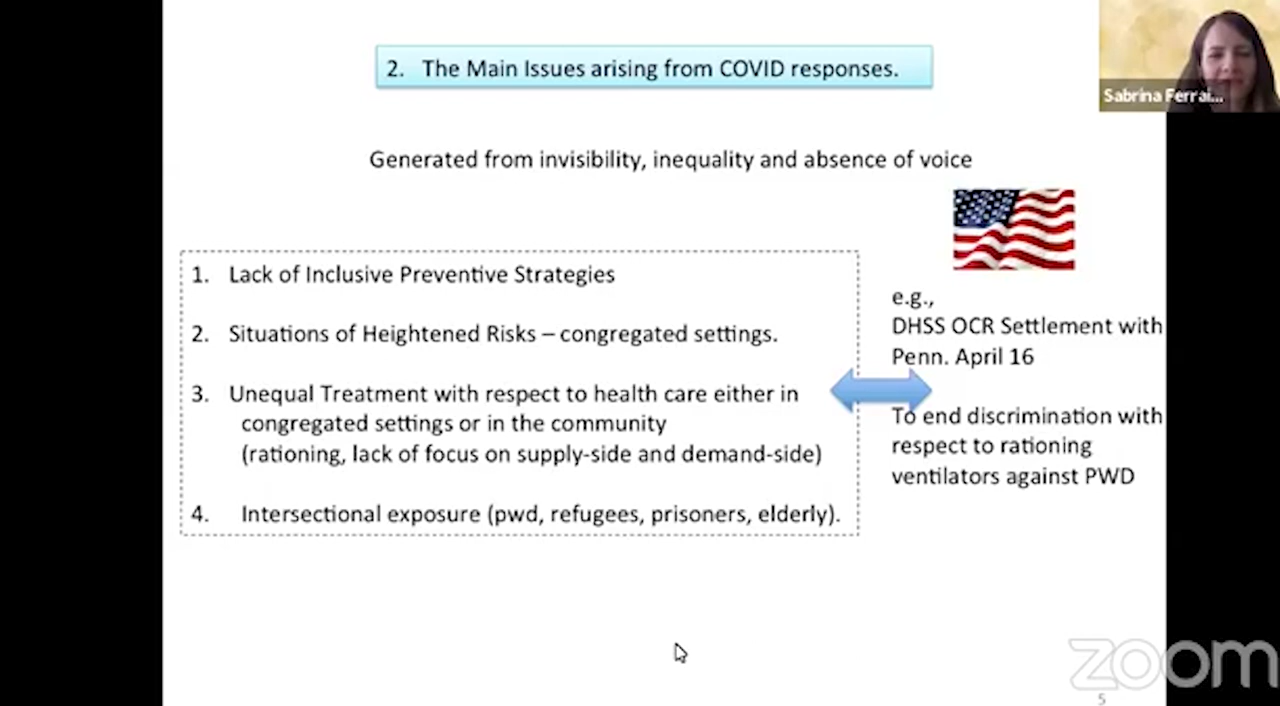 2. The Main Issues arising from COVID responses.
Sabrina Ferrai...
Generated from invisibility, inequality and absence of voice
1. Lack of Inclusive Preventive Strategies
2. Situations of Heightened Risks – congregated settings.
3. Unequal Treatment with respect to health care either in
congregated settings or in the community
(rationing, lack of focus on supply-side and demand-side)
4. Intersectional exposure (pwd, refugees, prisoners, elderly).
e.g.,
DHSS OCR Settlement with
Penn. April 16
To end discrimination with
respect to rationing
ventilators against PWD
zoom
5